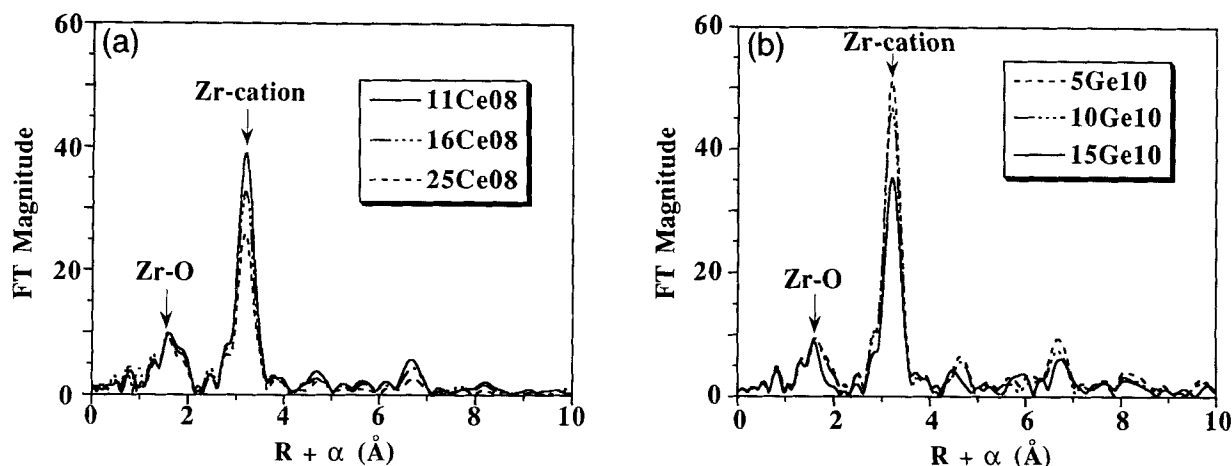 (a)
60
40
20
0
FT Magnitude
Zr-cation
Zr-O
11Ce08
16Ce08
25Ce08
0 2 4 6 8 10
R + α (Å)
(b)
60
40
20
0
FT Magnitude
Zr-cation
Zr-O
5Ge10
10Ge10
15Ge10
0 2 4 6 8 10
R + α (Å)